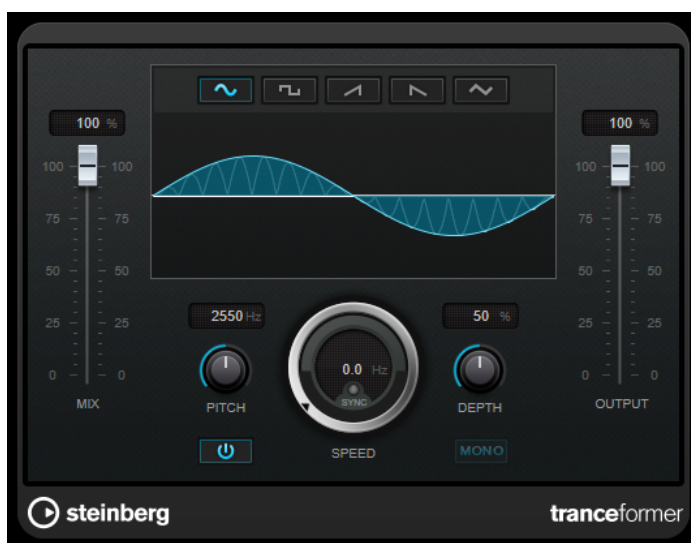 100 %
100 %
100 100
75 75
50 50
25 25
0 0
MIX
100 100
75 75
50 50
25 25
0 0
OUTPUT
2550 Hz
PITCH
0.0 Hz
SYNC
SPEED
50 %
DEPTH
MONO
steinberg
tranceformer